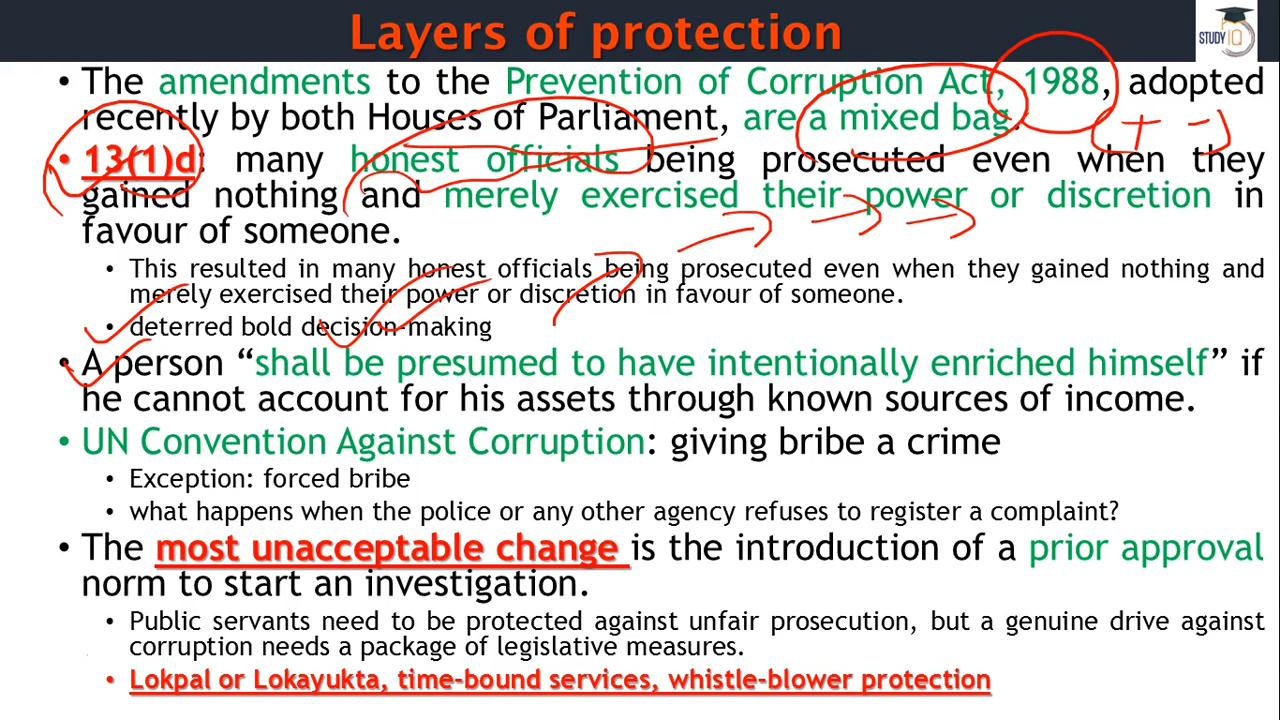 Layers of protection
STUDY IQ
• The amendments to the Prevention of Corruption Act, 1988, adopted
recently by both Houses of Parliament, are a mixed bag.
+ -
• 13(1)d: many honest officials being prosecuted even when they
gained nothing and merely exercised their power or discretion in
favour of someone.
• This resulted in many honest officials being prosecuted even when they gained nothing and
merely exercised their power or discretion in favour of someone.
• deterred bold decision-making
• A person “shall be presumed to have intentionally enriched himself” if
he cannot account for his assets through known sources of income.
• UN Convention Against Corruption: giving bribe a crime
• Exception: forced bribe
• what happens when the police or any other agency refuses to register a complaint?
• The most unacceptable change is the introduction of a prior approval
norm to start an investigation.
• Public servants need to be protected against unfair prosecution, but a genuine drive against
corruption needs a package of legislative measures.
• Lokpal or Lokayukta, time-bound services, whistle-blower protection